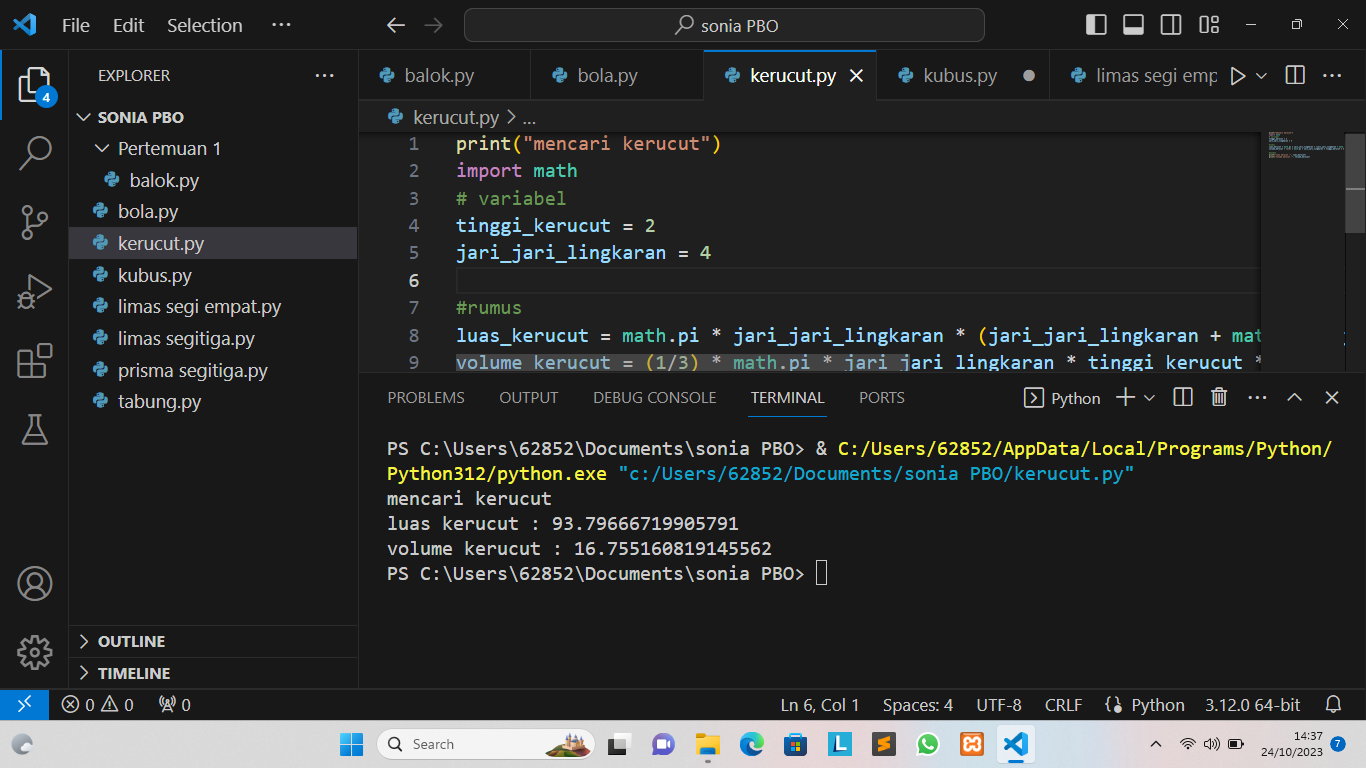 File Edit Selection ··· sonia PBO
EXPLORER ···
4
SONIA PBO
Pertemuan 1
balok.py
bola.py
kerucut.py
kubus.py
limas segi empat.py
limas segitiga.py
prisma segitiga.py
tabung.py
OUTLINE
TIMELINE
balok.py bola.py kerucut.py kubus.py limas segi emp
kerucut.py > ...
1 print("mencari kerucut")
2 import math
3 # variabel
4 tinggi_kerucut = 2
5 jari_jari_lingkaran = 4
6
7 #rumus
8 luas_kerucut = math.pi * jari_jari_lingkaran * (jari_jari_lingkaran + mat
9 volume_kerucut = (1/3) * math.pi * jari_jari_lingkaran * tinggi_kerucut *
PROBLEMS OUTPUT DEBUG CONSOLE TERMINAL PORTS Python
PS C:\Users\62852\Documents\sonia PBO> & C:/Users/62852/AppData/Local/Programs/Python/
Python312/python.exe "c:/Users/62852/Documents/sonia PBO/kerucut.py"
mencari kerucut
luas kerucut : 93.79666719905791
volume kerucut : 16.755160819145562
PS C:\Users\62852\Documents\sonia PBO>
0 0 0 Ln 6, Col 1 Spaces: 4 UTF-8 CRLF Python 3.12.0 64-bit
Search
14:37
24/10/2023 7